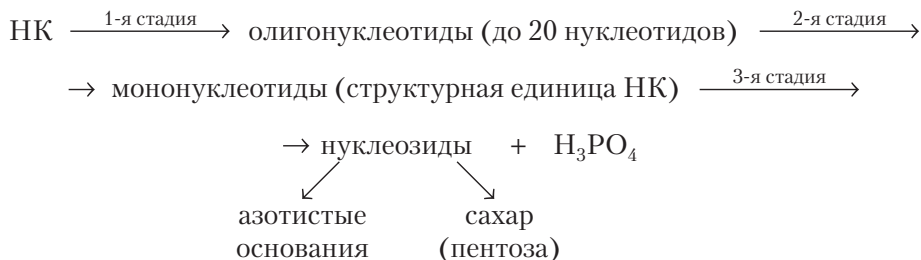 НК 1-я стадия → олигонуклеотиды (до 20 нуклеотидов) 2-я стадия →
→ мононуклеотиды (структурная единица НК) 3-я стадия →
→ нуклеозиды + H₃PO₄
азотистые сахар
основания (пентоза)